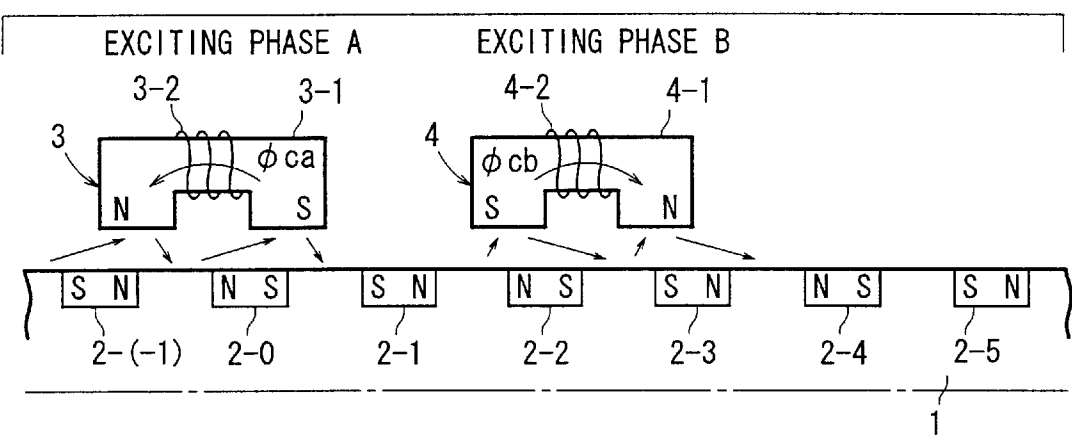 EXCITING PHASE A EXCITING PHASE B
3-2 3-1 4-2 4-1
3 φca 4 φcb
N S S N
S N N S S N N S S N N S S N
2-(-1) 2-0 2-1 2-2 2-3 2-4 2-5
1